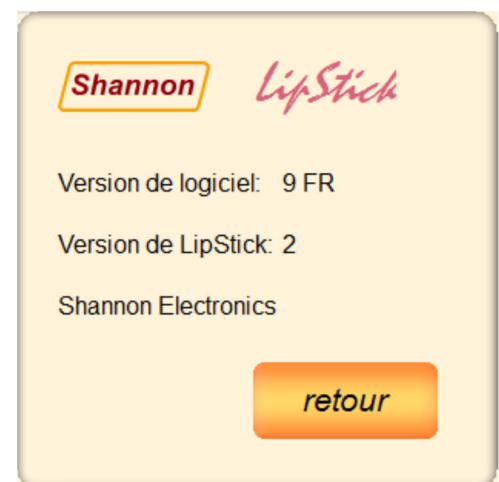 Shannon LipStick
Version de logiciel: 9 FR
Version de LipStick: 2
Shannon Electronics
retour